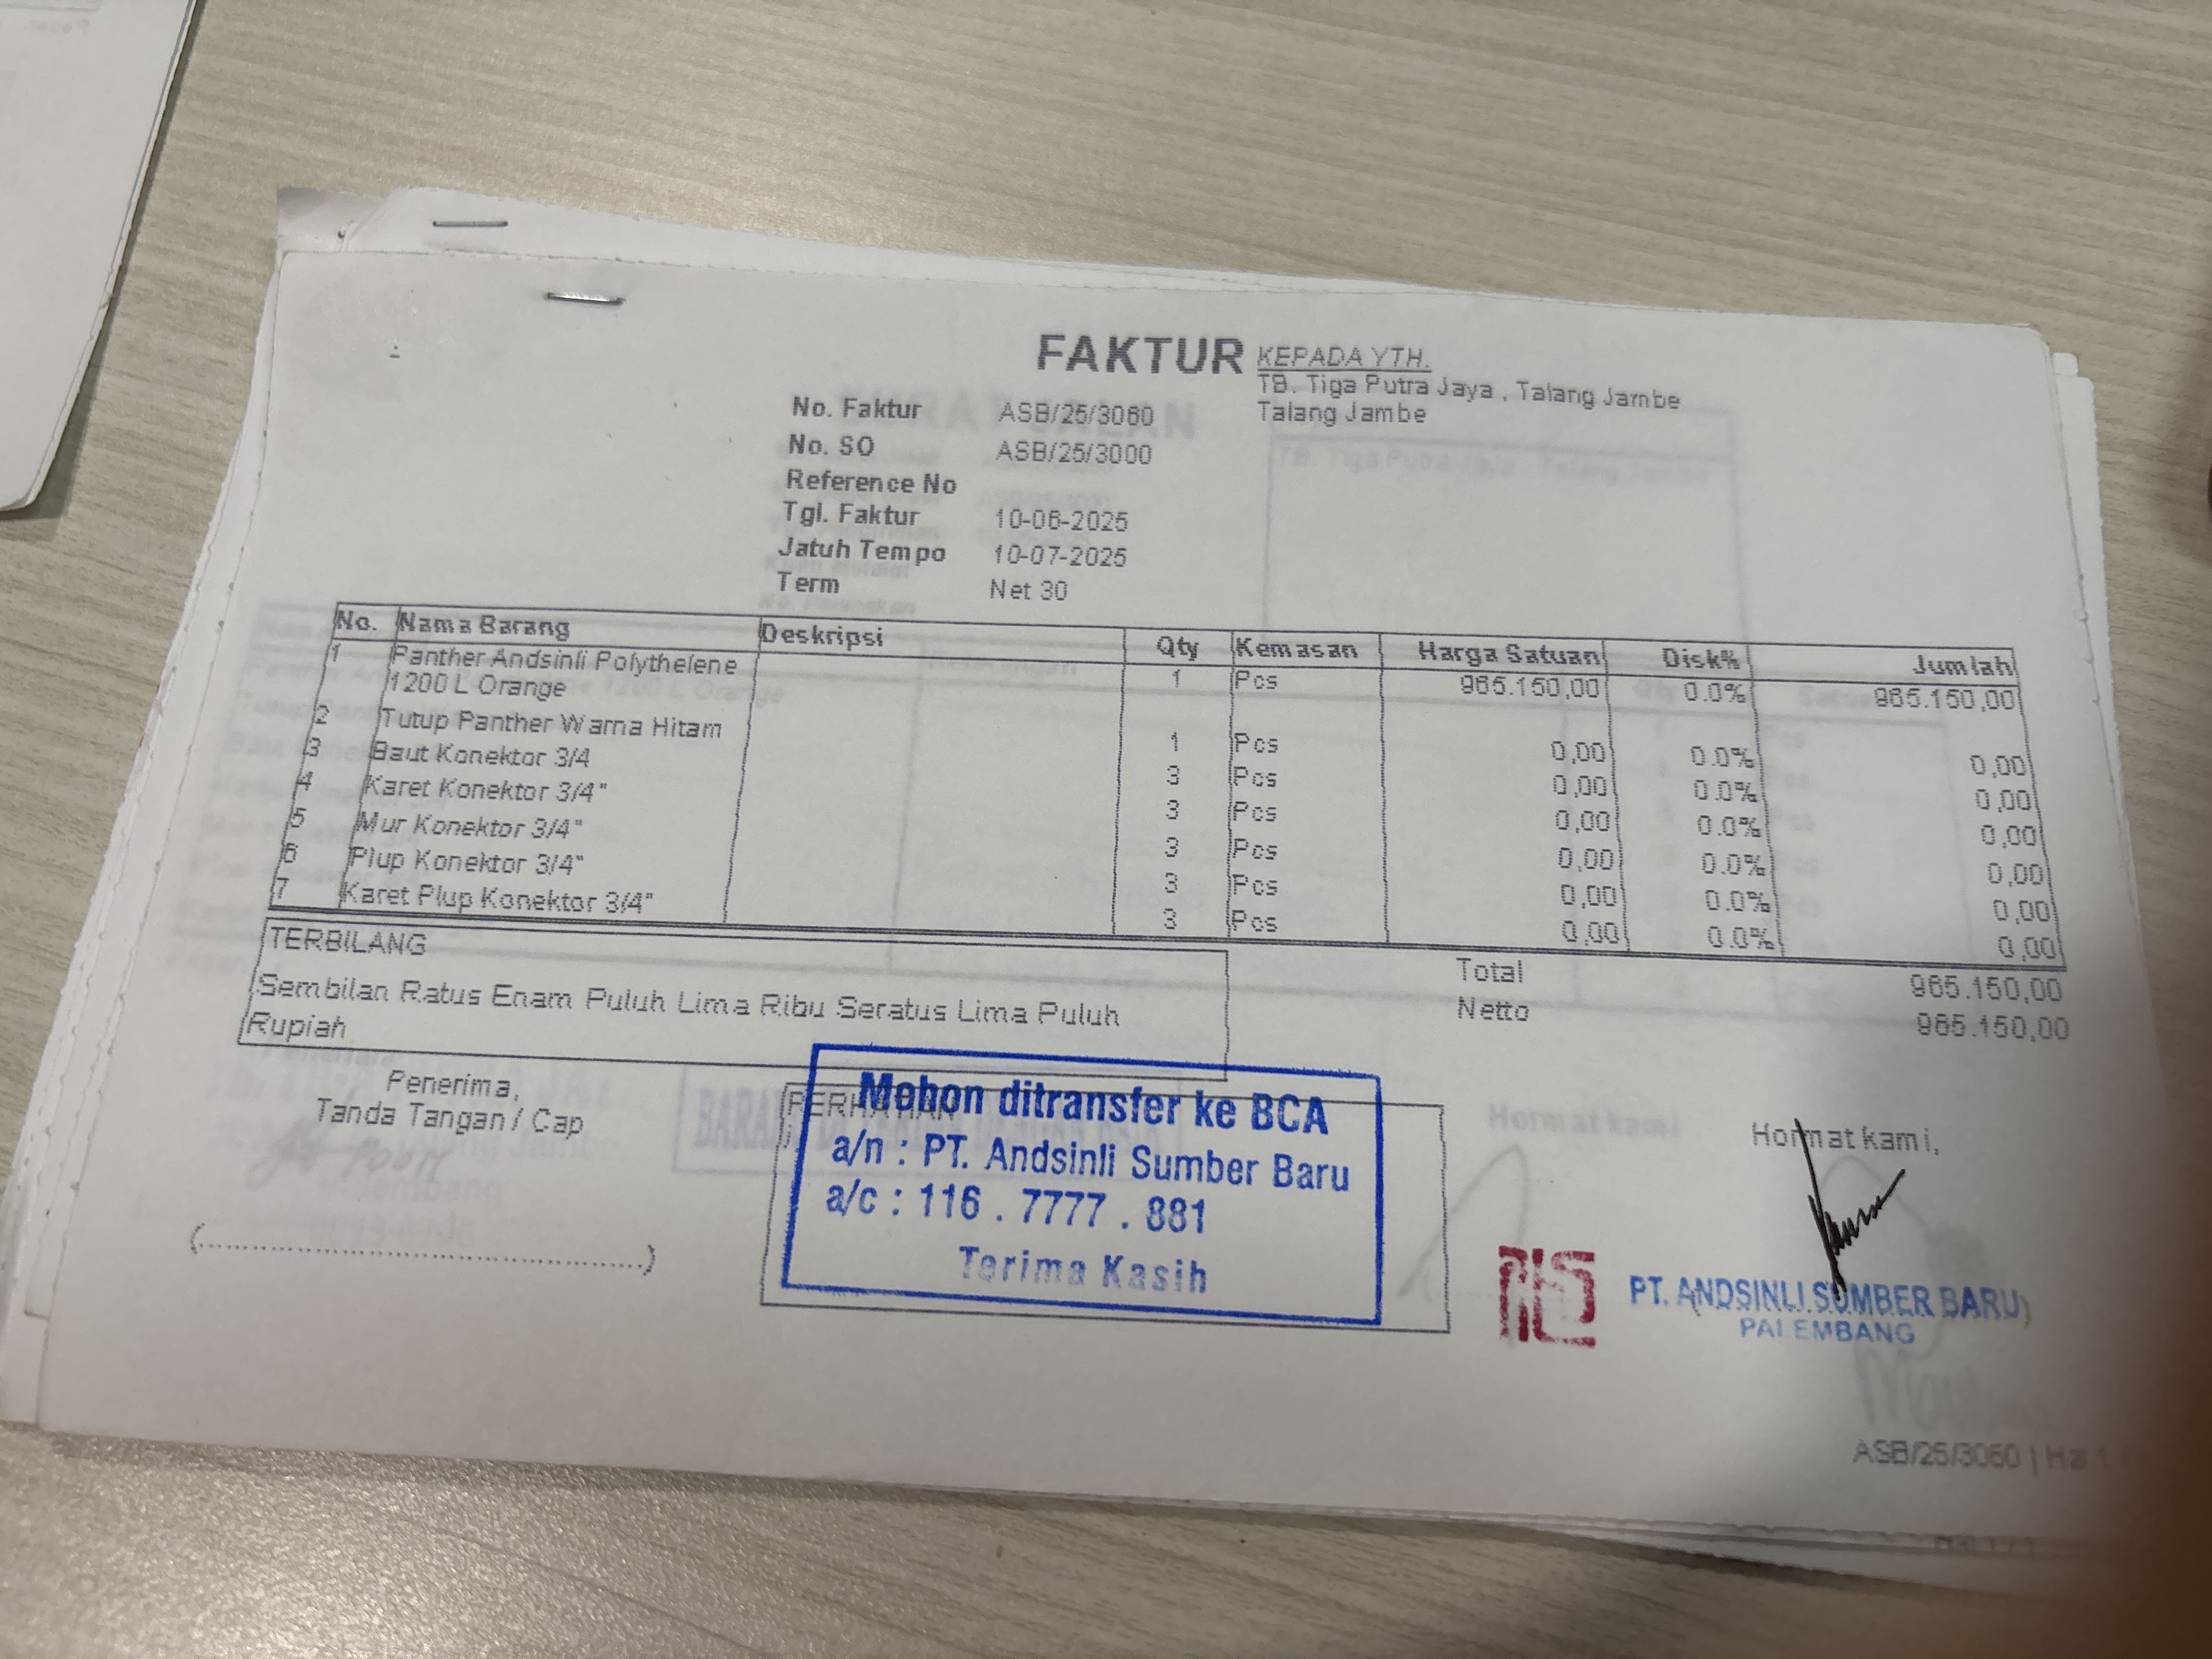 FAKTUR
KEPADA YTH.
TB. Tiga Putra Jaya , Talang Jambe
Talang Jambe
No. Faktur ASB/25/3060
No. SO ASB/25/3000
Reference No
Tgl. Faktur 10-06-2025
Jatuh Tempo 10-07-2025
Term Net 30
No. Nama Barang Deskripsi Qty Kemasan Harga Satuan Disk% Jumlah
1 Panther Andsinli Polythelene 1 Pcs 965.150,00 0.0% 965.150,00
1200 L Orange
2 Tutup Panther Warna Hitam 1 Pcs 0,00 0.0% 0,00
3 Baut Konektor 3/4 3 Pcs 0,00 0.0% 0,00
4 Karet Konektor 3/4" 3 Pcs 0,00 0.0% 0,00
5 Mur Konektor 3/4" 3 Pcs 0,00 0.0% 0,00
6 Plup Konektor 3/4" 3 Pcs 0,00 0.0% 0,00
7 Karet Plup Konektor 3/4" 3 Pcs 0,00 0.0% 0,00
TERBILANG
Sembilan Ratus Enam Puluh Lima Ribu Seratus Lima Puluh
Rupiah
Total 965.150,00
Netto 965.150,00
Penerima,
Tanda Tangan / Cap
PERHATIAN
Mohon ditransfer ke BCA
a/n : PT. Andsinli Sumber Baru
a/c : 116 . 7777 . 881
Terima Kasih
Hormat kami,
PT. ANDSINLI SUMBER BARU
PALEMBANG
ASB/25/3060 | Hal 1